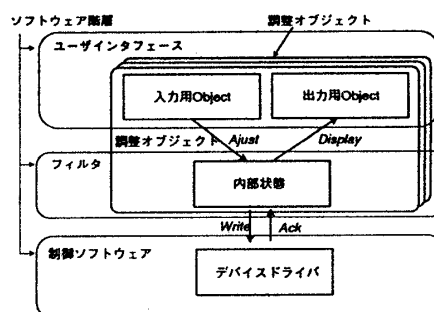 ソフトウェア階層
調整オブジェクト
ユーザインタフェース
入力用Object
出力用Object
調整オブジェクト
Ajust
Display
フィルタ
内部状態
Write
Ack
制御ソフトウェア
デバイスドライバ